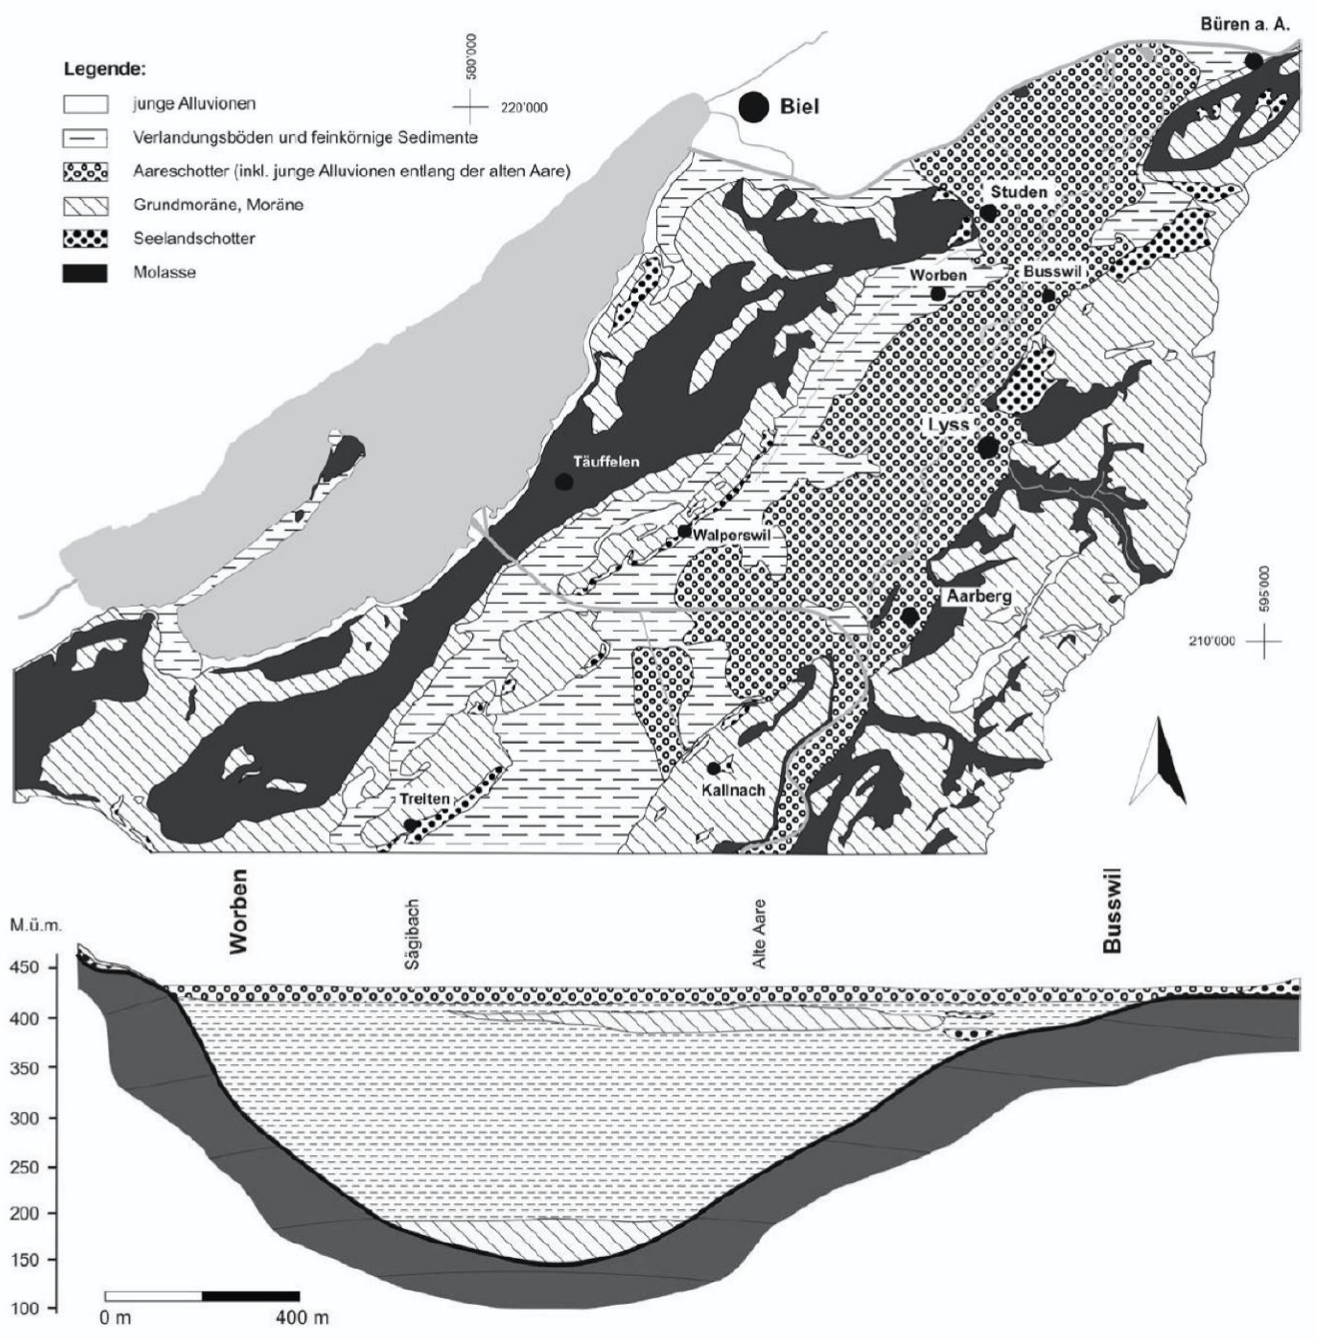 Büren a. A.
Legende:
580'000
220'000
Biel
junge Alluvionen
Verlandungsböden und feinkörnige Sedimente
Aareschotter (inkl. junge Alluvionen entlang der alten Aare)
Grundmoräne, Moräne
Seelandschotter
Molasse
Studen
Worben
Busswil
Lyss
Täuffelen
Walperswil
Aarberg
595'000
210'000
Kallnach
Treiten
Worben
Sägibach
Alte Aare
Busswil
M.ü.m.
450
400
350
300
250
200
150
100
0 m 400 m